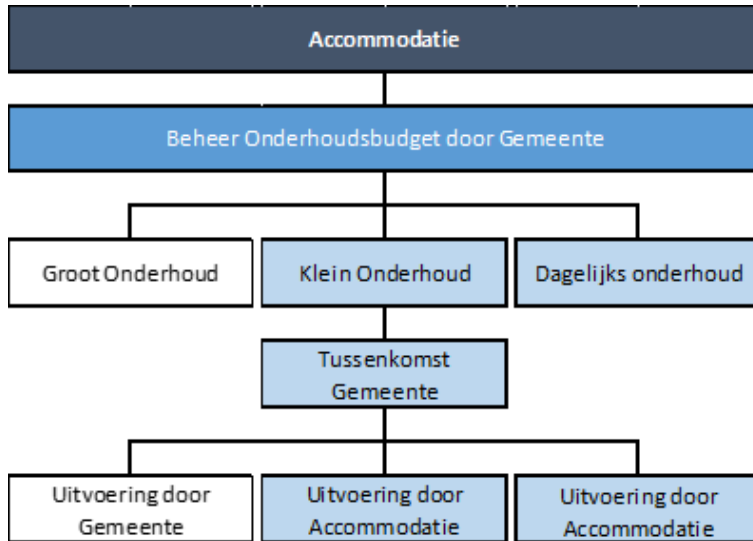 Accommodatie
Beheer Onderhoudsbudget door Gemeente
Groot Onderhoud
Klein Onderhoud
Dagelijks onderhoud
Tussenkomst
Gemeente
Uitvoering door
Gemeente
Uitvoering door
Accommodatie
Uitvoering door
Accommodatie